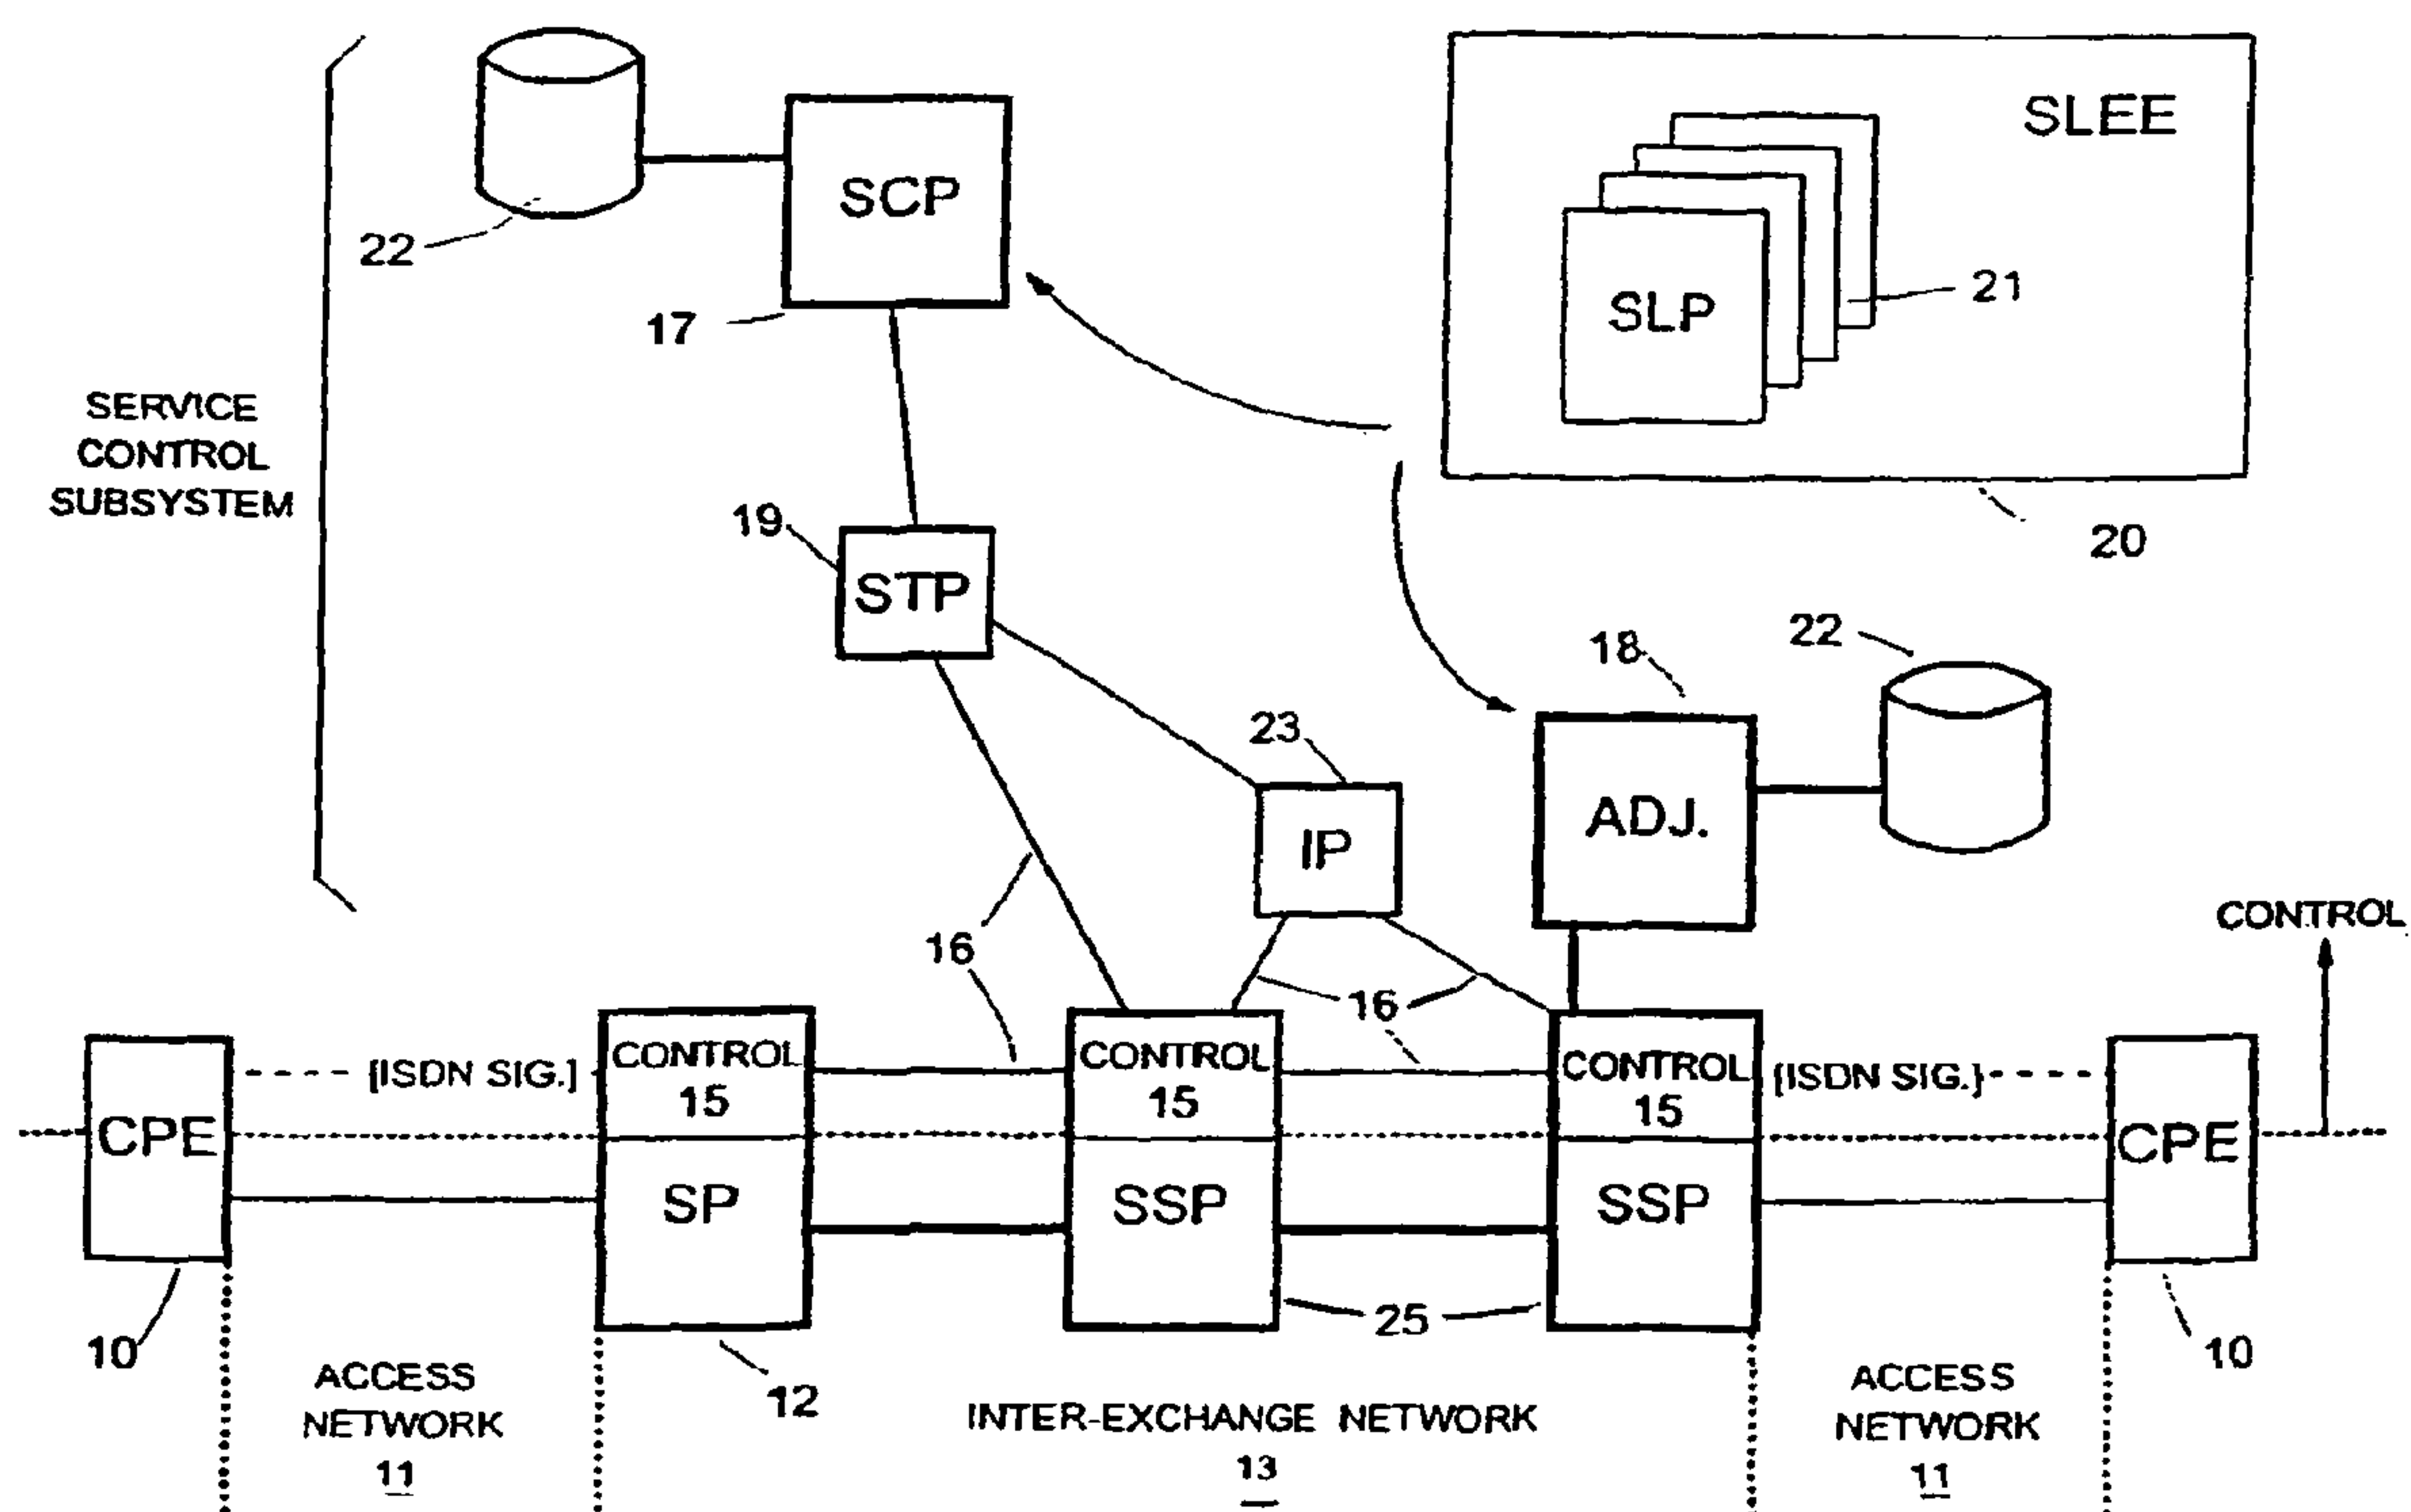 SCP
SLEE
22
SLP
21
17
SERVICE
CONTROL
SUBSYSTEM
19
STP
20
22
18
23
ADJ.
IP
CONTROL
16
16
CONTROL
15
CONTROL
15
CONTROL
15
[ISDN SIG.]
[ISDN SIG.]
CPE
CPE
SP
SSP
SSP
25
10
10
12
ACCESS
NETWORK
11
INTER-EXCHANGE NETWORK
13
ACCESS
NETWORK
11